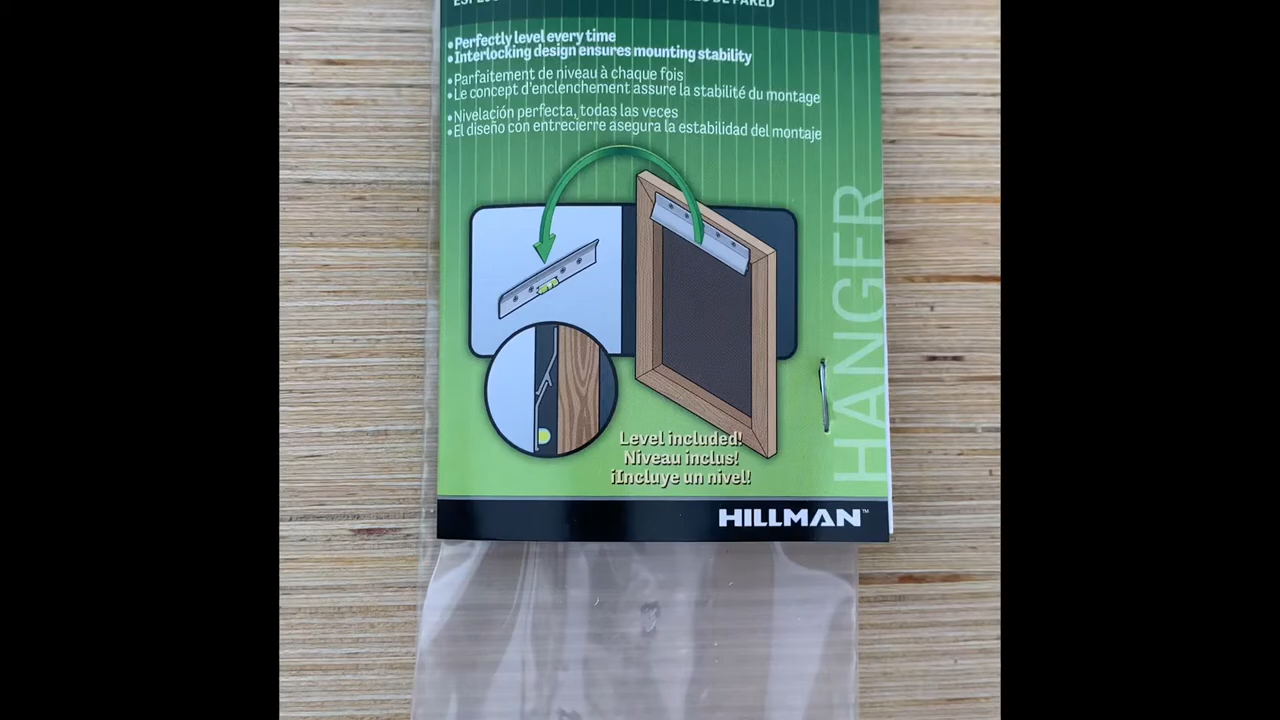 DE PARED
• Perfectly level every time
• Interlocking design ensures mounting stability
• Parfaitement de niveau à chaque fois
• Le concept d'enclenchement assure la stabilité du montage
• Nivelación perfecta, todas las veces
• El diseño con entrecierre asegura la estabilidad del montaje
HANGER
Level included!
Niveau inclus!
¡Incluye un nivel!
HILLMAN™